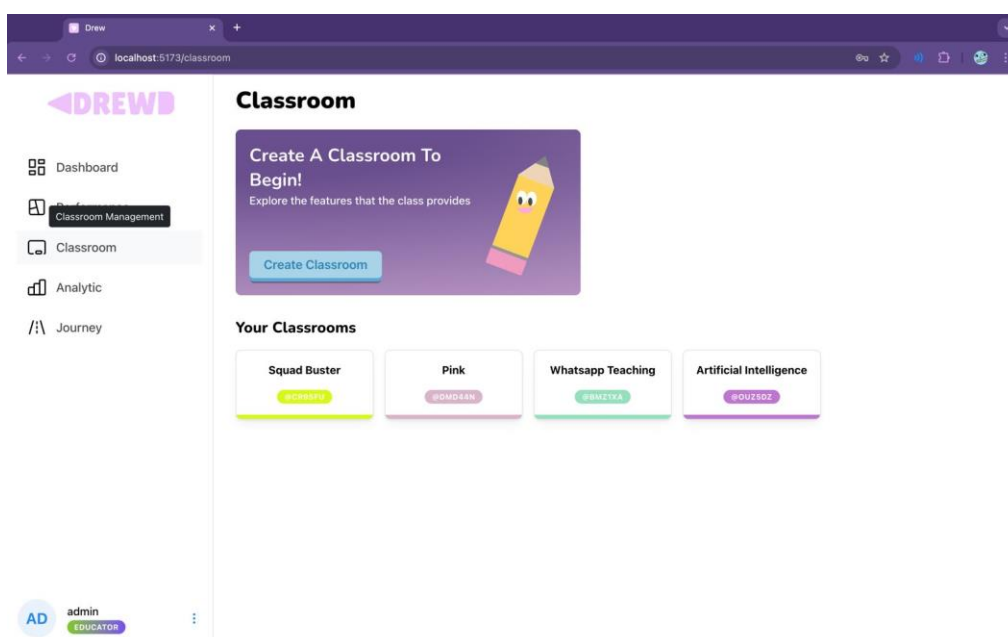 Drew
localhost:5173/classroom
DREWD
Dashboard
Classroom Management
Classroom
Analytic
Journey
admin
AD
EDUCATOR
Classroom
Create A Classroom To
Begin!
Explore the features that the class provides
Create Classroom
Your Classrooms
Squad Buster
Pink
Whatsapp Teaching
Artificial Intelligence
@DMD44N
@BMZ1XA
@OUZ5DZ